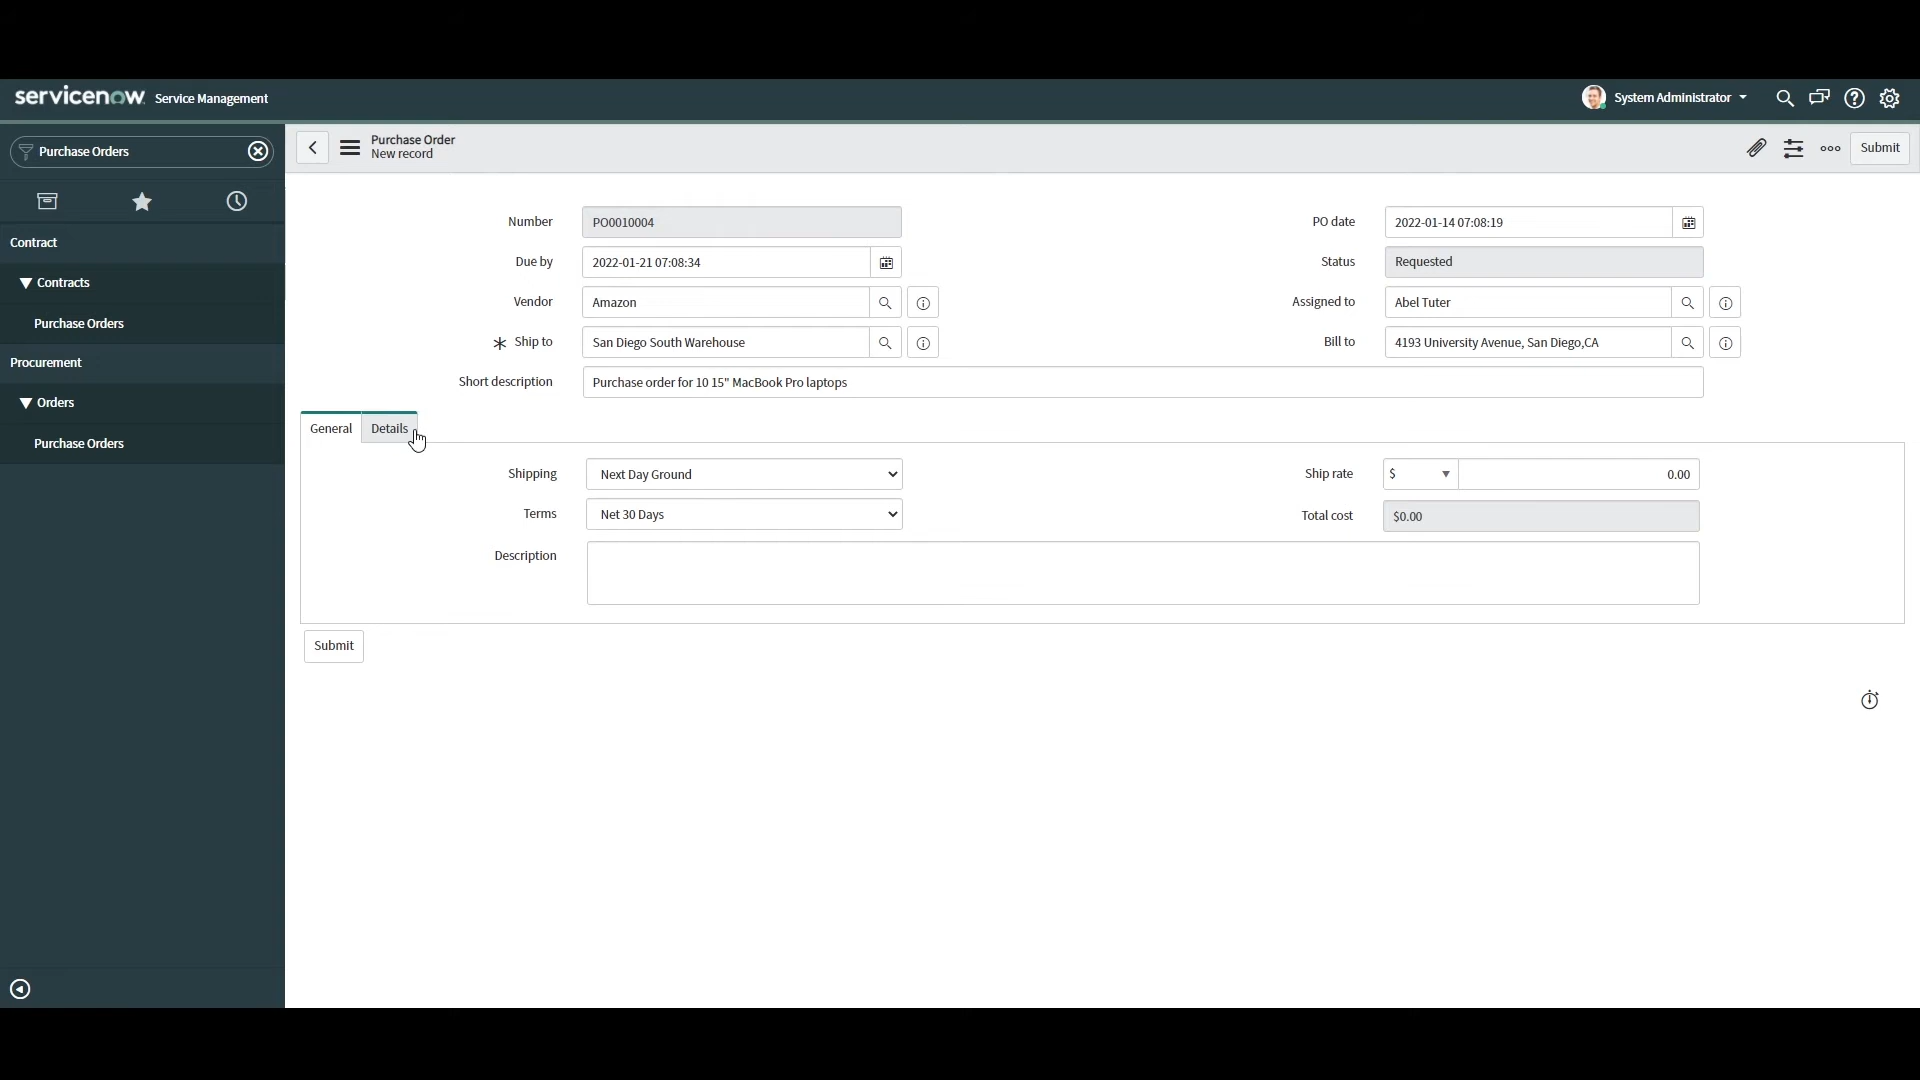 servicenow Service Management
System Administrator
Purchase Orders
Purchase Order
New record
Submit
Contract
Contracts
Purchase Orders
Procurement
Orders
Purchase Orders
Number PO0010004
PO date 2022-01-14 07:08:19
Due by 2022-01-21 07:08:34
Status Requested
Vendor Amazon
Assigned to Abel Tuter
Ship to San Diego South Warehouse
Bill to 4193 University Avenue, San Diego,CA
Short description Purchase order for 10 15" MacBook Pro laptops
General Details
Shipping Next Day Ground
Ship rate $ 0.00
Terms Net 30 Days
Total cost $0.00
Description
Submit